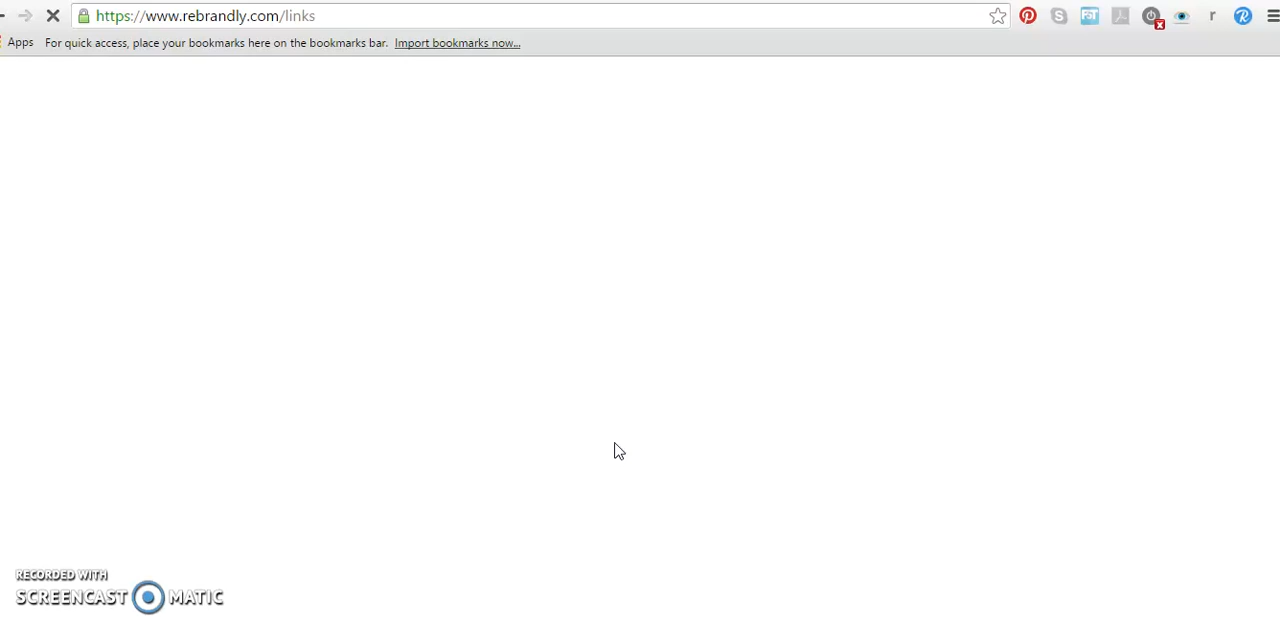 https://www.rebrandly.com/links
Apps For quick access, place your bookmarks here on the bookmarks bar. Import bookmarks now...
RECORDED WITH
SCREENCAST MATIC